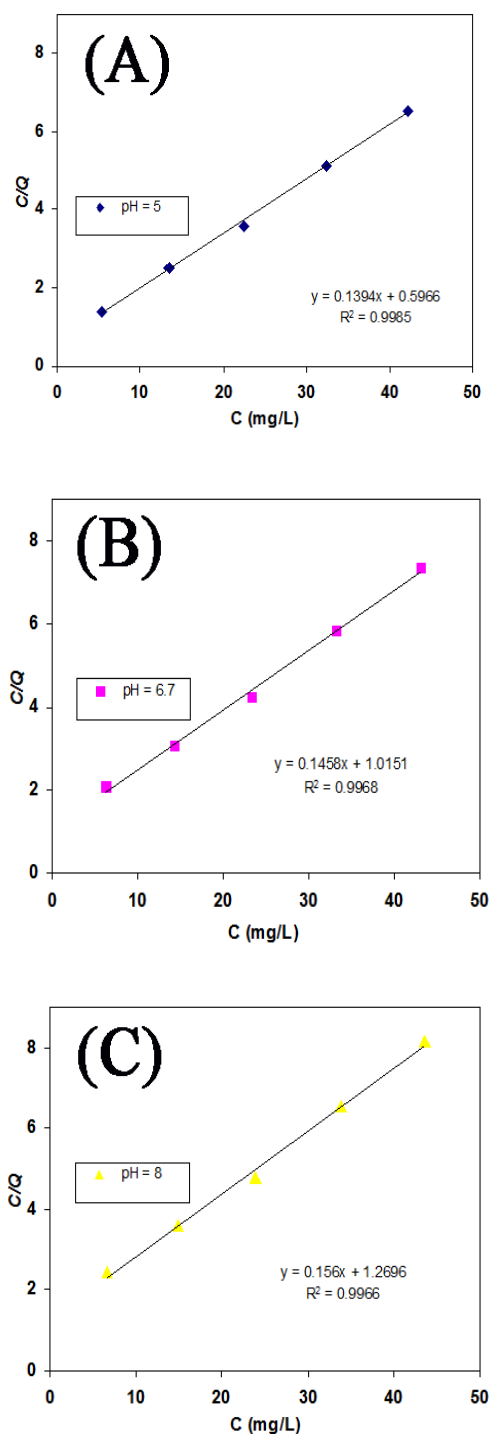 (A)
8
6
4
2
0
C/Q
pH = 5
y = 0.1394x + 0.5966
R² = 0.9985
0 10 20 30 40 50
C (mg/L)
(B)
8
6
4
2
0
C/Q
pH = 6.7
y = 0.1458x + 1.0151
R² = 0.9968
0 10 20 30 40 50
C (mg/L)
(C)
8
6
4
2
0
C/Q
pH = 8
y = 0.156x + 1.2696
R² = 0.9966
0 10 20 30 40 50
C (mg/L)